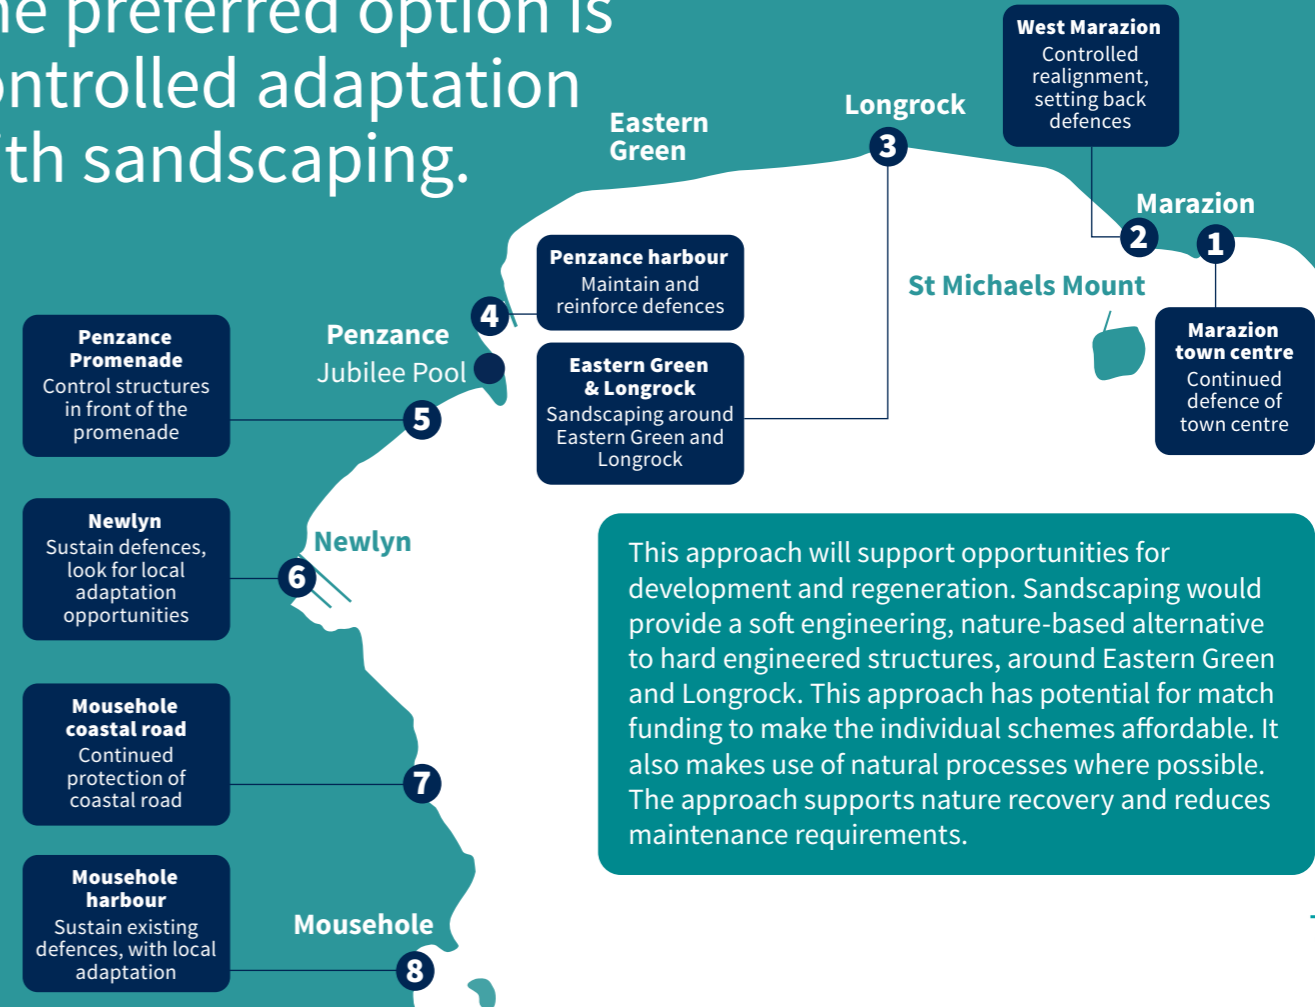 he preferred option is
ontrolled adaptation
ith sandscaping.
Eastern
Green
Longrock
3
West Marazion
Controlled
realignment,
setting back
defences
Marazion
2
1
St Michaels Mount
Marazion
town centre
Continued
defence of
town centre
Penzance harbour
Maintain and
reinforce defences
4
Penzance
Jubilee Pool
Eastern Green
& Longrock
Sandscaping around
Eastern Green and
Longrock
Penzance
Promenade
Control structures
in front of the
promenade
5
Newlyn
Sustain defences,
look for local
adaptation
opportunities
Newlyn
6
This approach will support opportunities for
development and regeneration. Sandscaping would
provide a soft engineering, nature-based alternative
to hard engineered structures, around Eastern Green
and Longrock. This approach has potential for match
funding to make the individual schemes affordable. It
also makes use of natural processes where possible.
The approach supports nature recovery and reduces
maintenance requirements.
Mousehole
coastal road
Continued
protection of
coastal road
7
Mousehole
harbour
Sustain existing
defences, with local
adaptation
Mousehole
8